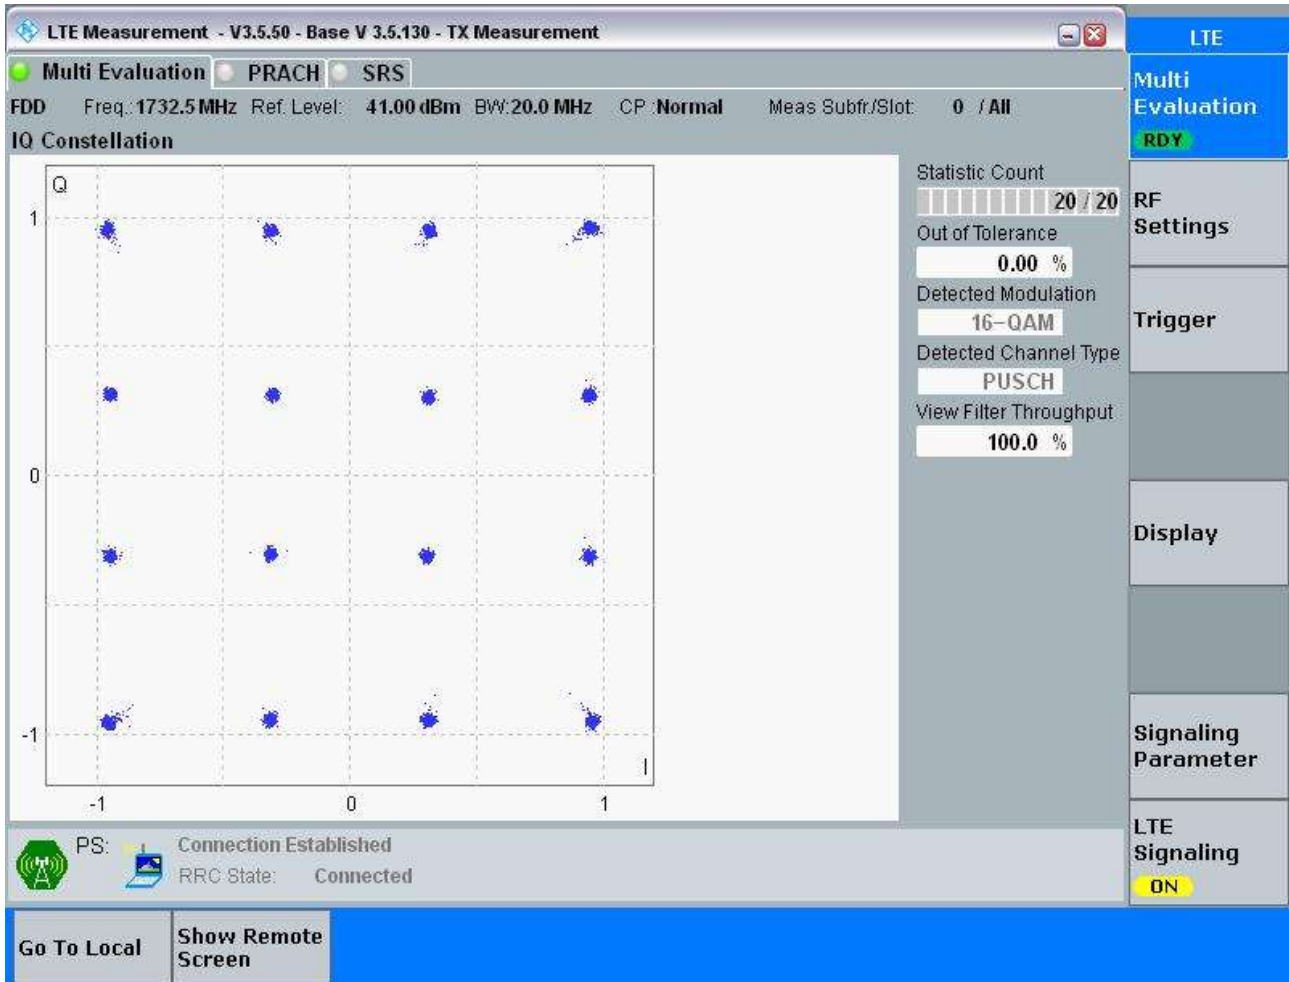 LTE Measurement - V3.5.50 - Base V 3.5.130 - TX Measurement
LTE
Multi Evaluation PRACH SRS
FDD Freq.:1732.5 MHz Ref. Level: 41.00 dBm BW:20.0 MHz CP :Normal Meas Subfr./Slot: 0 / All
IQ Constellation
Q
1
0
-1
I
-1 0 1
Statistic Count
20 / 20
Out of Tolerance
0.00 %
Detected Modulation
16-QAM
Detected Channel Type
PUSCH
View Filter Throughput
100.0 %
Multi
Evaluation
RDY
RF
Settings
Trigger
Display
Signaling
Parameter
LTE
Signaling
ON
PS: Connection Established
RRC State: Connected
Go To Local
Show Remote
Screen